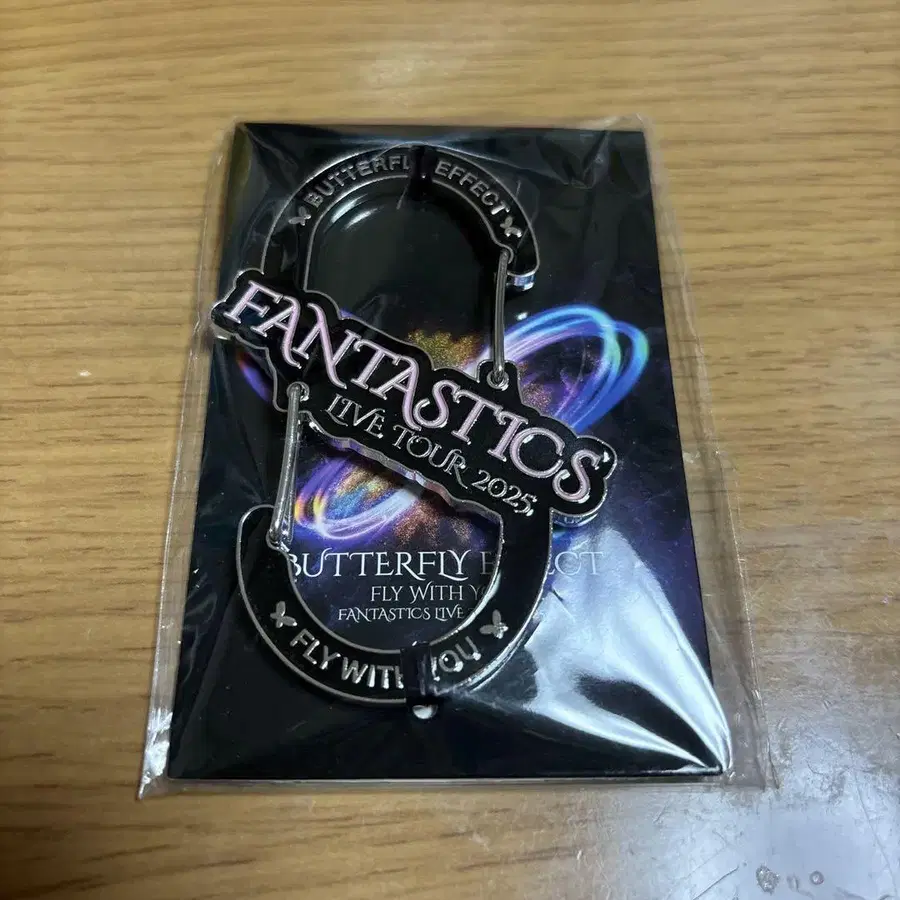 BUTTERFLY EFFECT
FANTASTICS
LIVE TOUR 2025
BUTTERFLY
FLY WITH
FANTASTICS LIVE
FLY WITH YOU